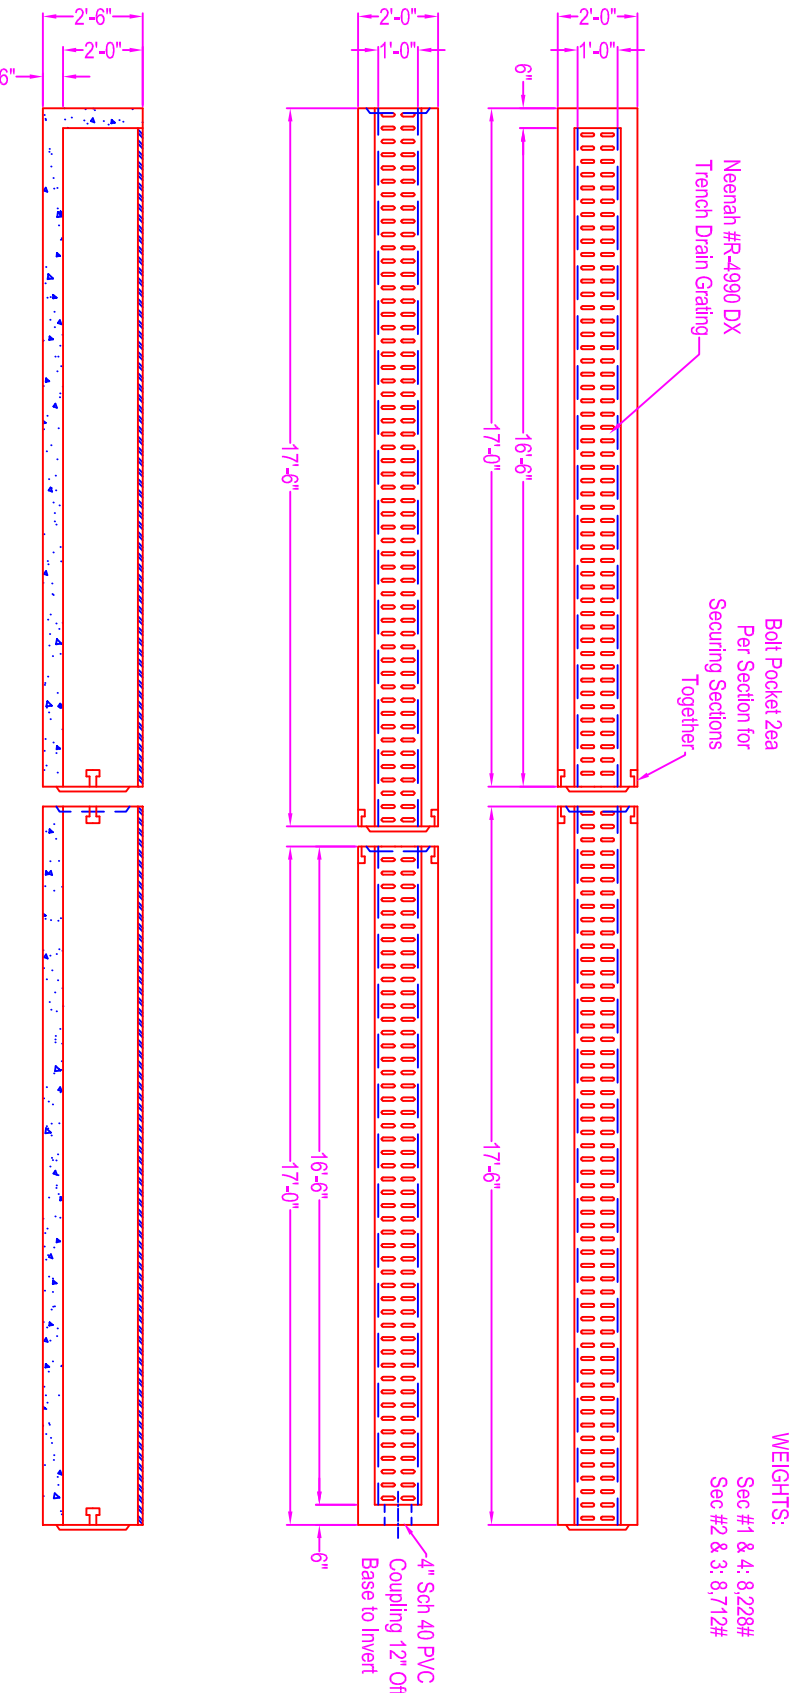 WEIGHTS:
Sec #1 & 4: 8,228#
Sec #2 & 3: 8,712#
Bolt Pocket 2ea
Per Section for
Securing Sections
Together
Neenah #R-4990 DX
Trench Drain Grating
2'-0"
1'-0"
6"
16'-6"
17'-0"
17'-6"
2'-0"
1'-0"
17'-6"
16'-6"
17'-0"
6"
4" Sch 40 PVC
Coupling 12" Off
Base to Invert
2'-6"
2'-0"
6"